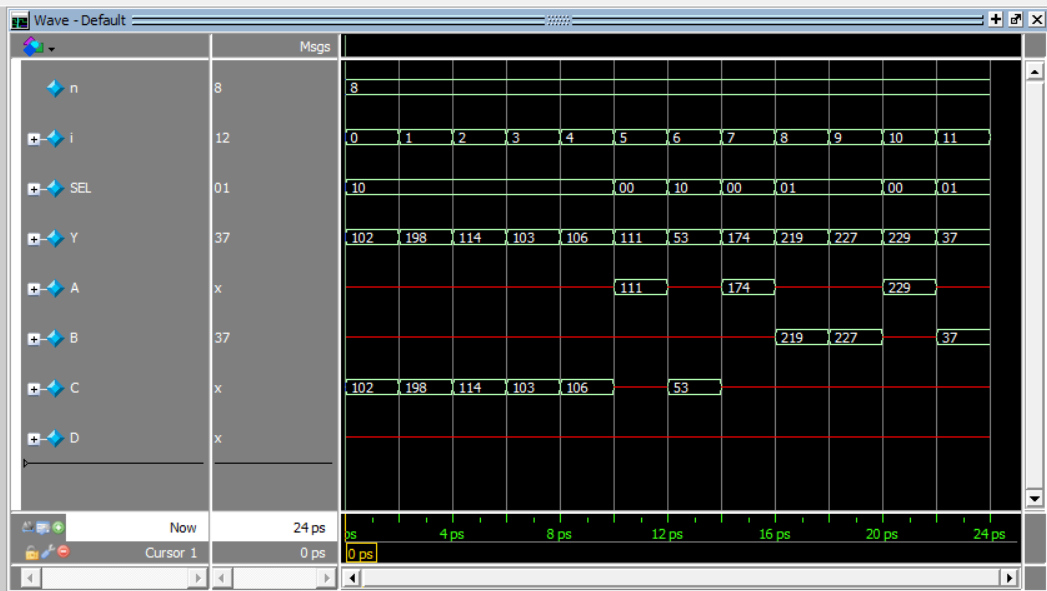 Wave - Default
Msgs
n 8 8
i 12 0 1 2 3 4 5 6 7 8 9 10 11
SEL 01 10 00 10 00 01 00 01
Y 37 102 198 114 103 106 111 53 174 219 227 229 37
A x 111 174 229
B 37 219 227 37
C x 102 198 114 103 106 53
D x
Now 24 ps ps 4 ps 8 ps 12 ps 16 ps 20 ps 24 ps
Cursor 1 0 ps 0 ps